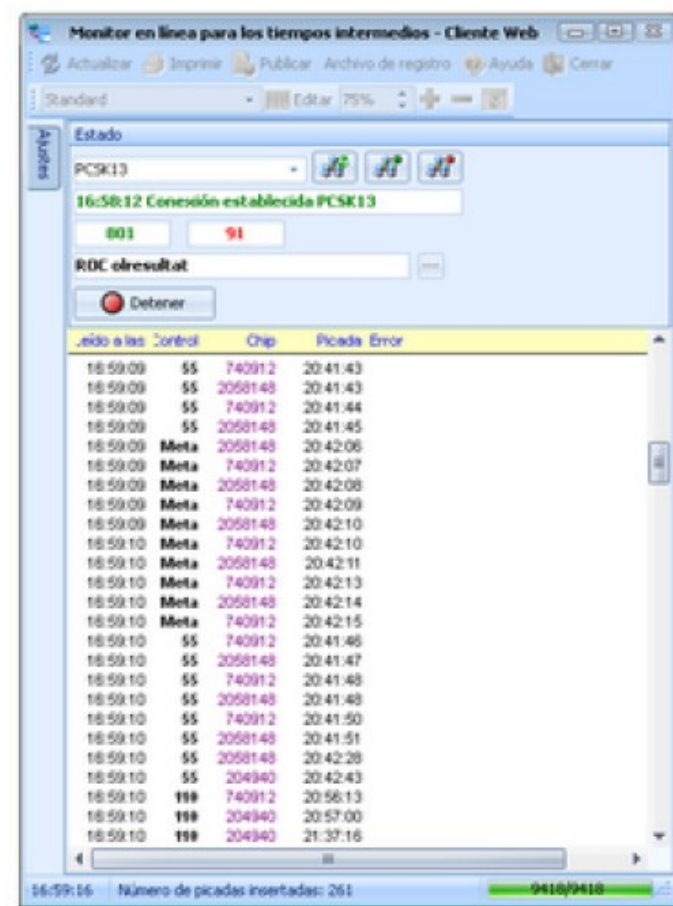 Monitor en línea para los tiempos intermedios - Cliente Web
Actualizar Imprimir Publicar Archivo de registro Ayuda Cerrar
Standard Editar 75%
Ajustes
Estado
PCSK13
16:58:12 Conexión establecida PCSK13
801 91
ROC olresultat
Detener
Leído a las Control Chip Picada Error
16:59:09 55 740912 20:41:43
16:59:09 55 2058148 20:41:43
16:59:09 55 740912 20:41:44
16:59:09 55 2058148 20:41:45
16:59:09 Meta 2058148 20:42:06
16:59:09 Meta 740912 20:42:07
16:59:09 Meta 2058148 20:42:08
16:59:09 Meta 740912 20:42:09
16:59:09 Meta 2058148 20:42:10
16:59:10 Meta 740912 20:42:10
16:59:10 Meta 2058148 20:42:11
16:59:10 Meta 740912 20:42:13
16:59:10 Meta 2058148 20:42:14
16:59:10 Meta 740912 20:42:15
16:59:10 55 740912 20:41:46
16:59:10 55 2058148 20:41:47
16:59:10 55 740912 20:41:48
16:59:10 55 2058148 20:41:48
16:59:10 55 740912 20:41:50
16:59:10 55 2058148 20:41:51
16:59:10 55 2058148 20:42:28
16:59:10 55 204940 20:42:43
16:59:10 110 740912 20:56:13
16:59:10 110 204940 20:57:00
16:59:10 110 204940 21:37:16
16:59:16 Número de picadas insertadas: 261 9418/9418